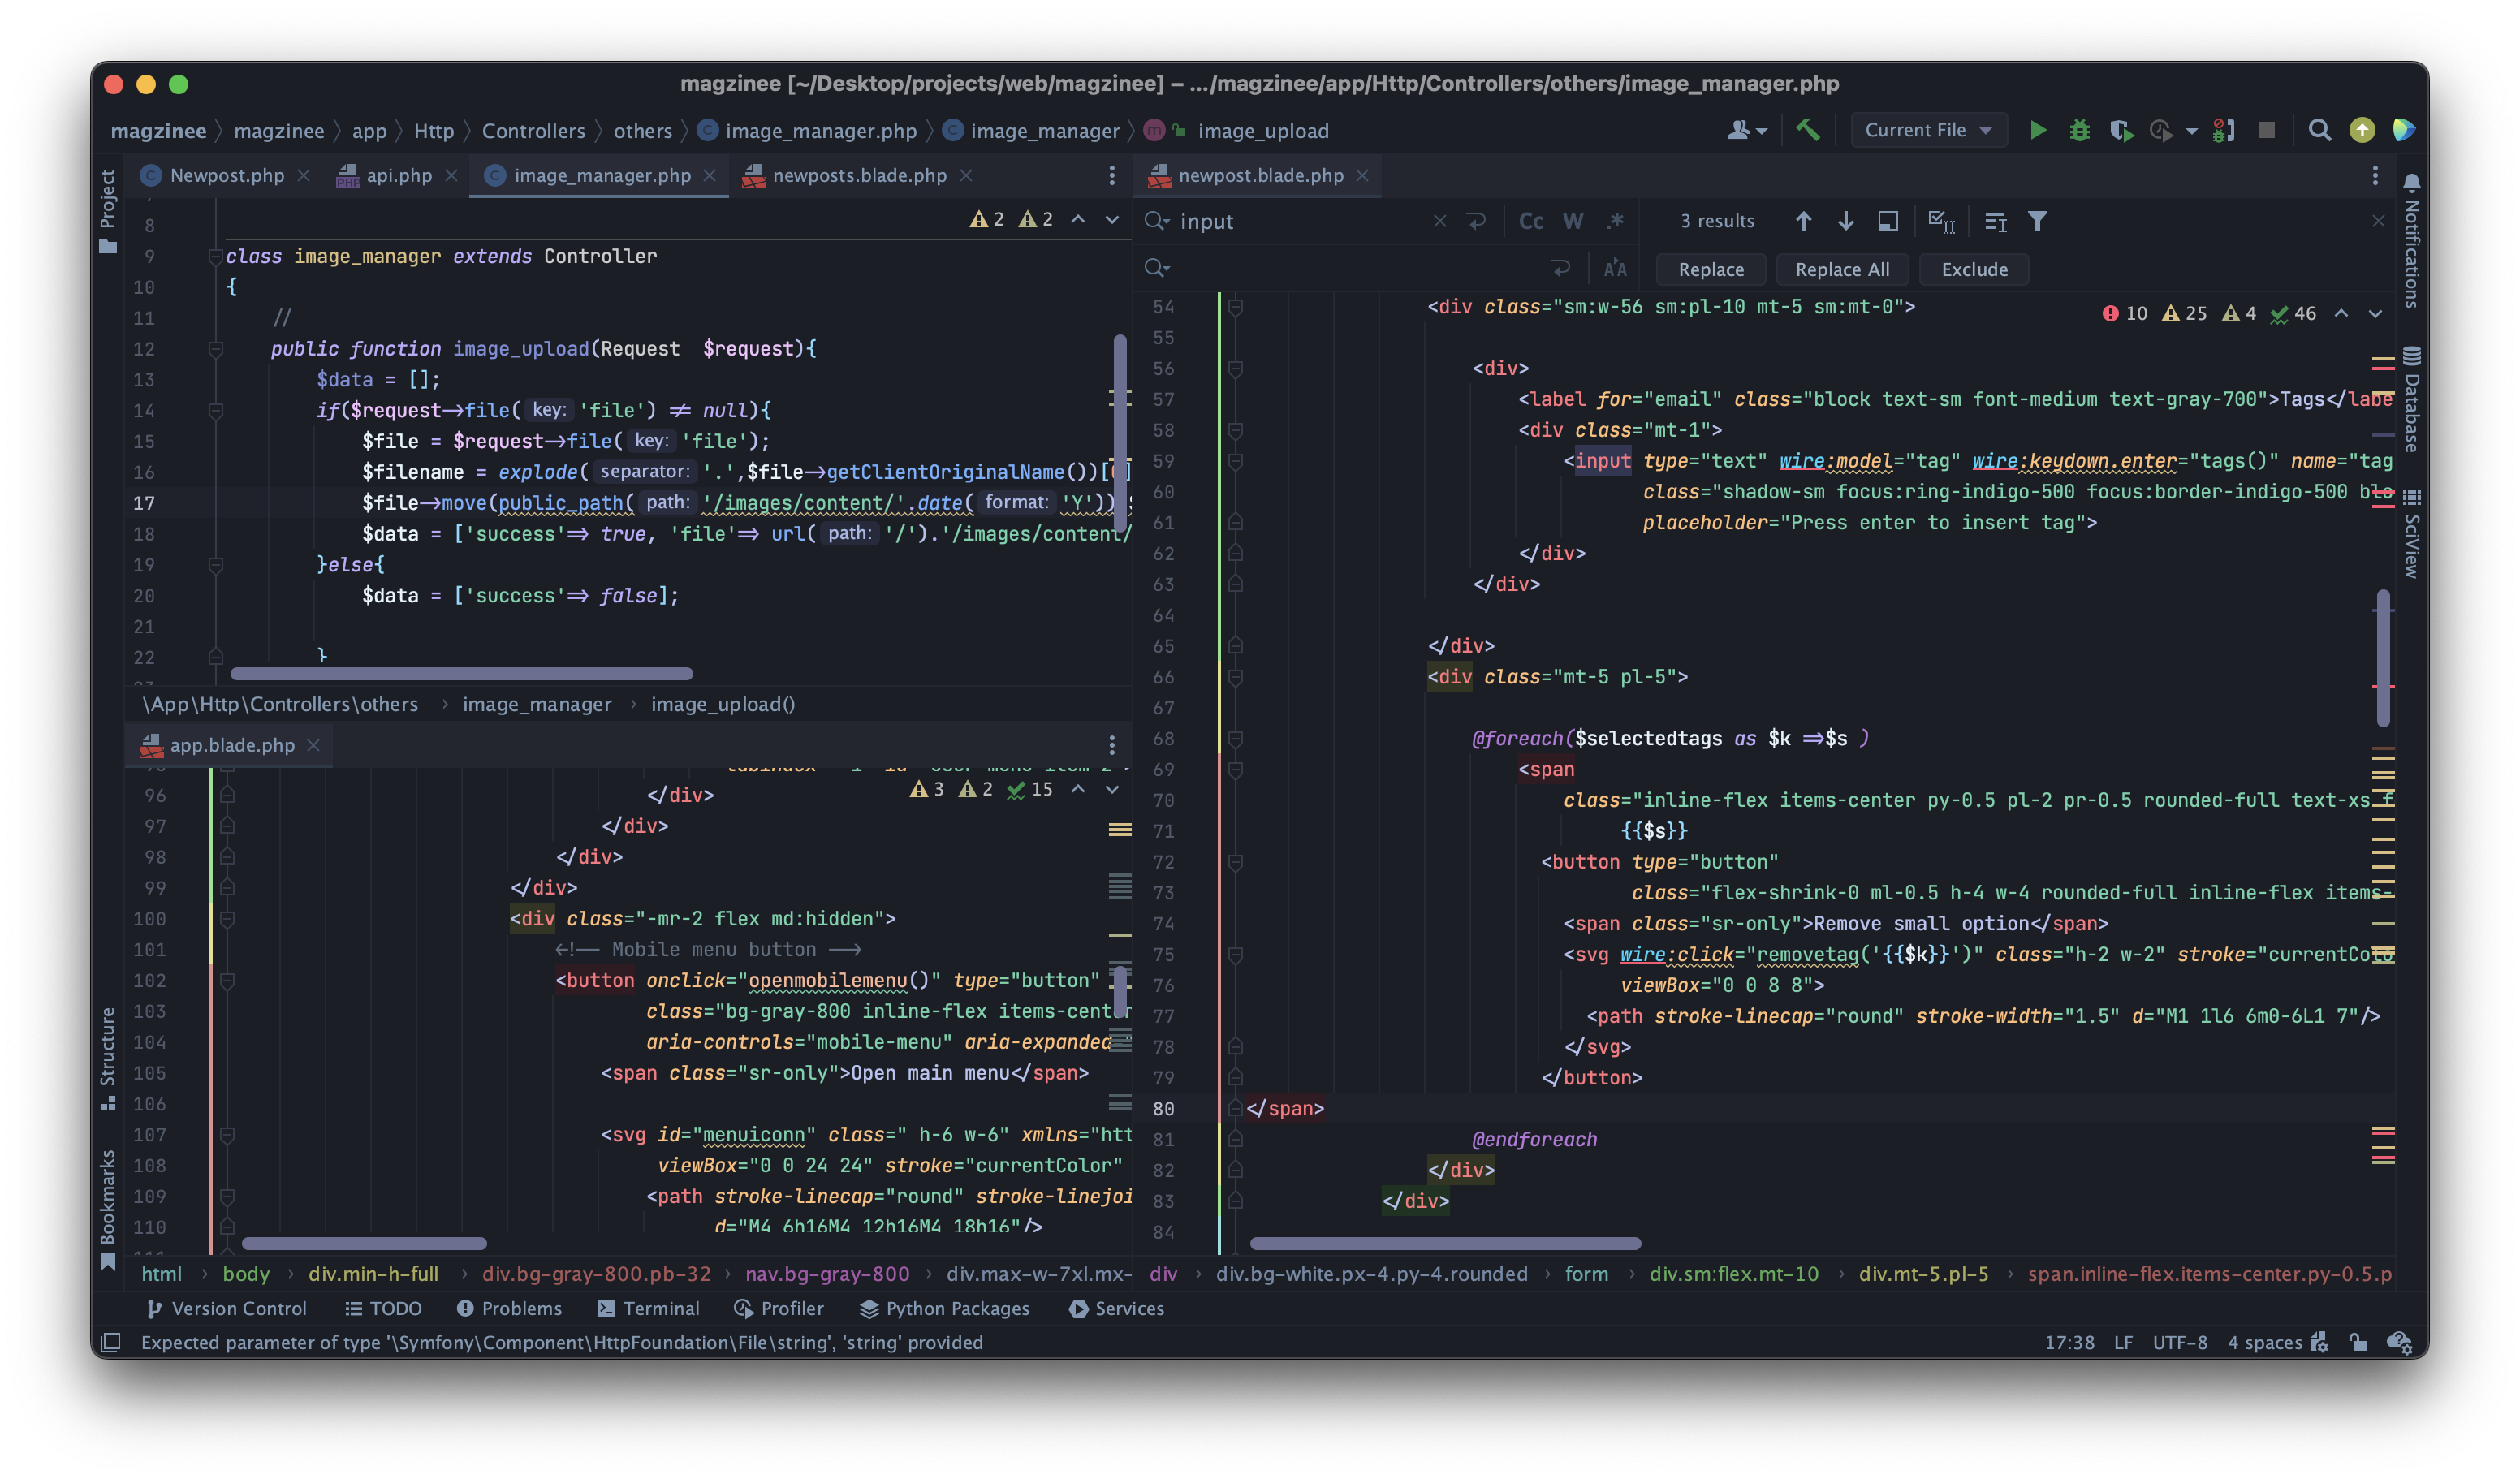 magzinee [~/Desktop/projects/web/magzinee] – .../magzinee/app/Http/Controllers/others/image_manager.php
magzinee magzinee app Http Controllers others image_manager.php image_manager image_upload
Current File
Project
Newpost.php
api.php
image_manager.php
newposts.blade.php
2 2
8
9 class image_manager extends Controller
10 {
11 //
12 public function image_upload(Request $request){
13 $data = [];
14 if($request->file( key: 'file') != null){
15 $file = $request->file( key: 'file');
16 $filename = explode( separator: '.',$file->getClientOriginalName())[
17 $file->move(public_path( path: '/images/content/'.date( format: 'Y'))
18 $data = ['success'=> true, 'file'=> url( path: '/').'/images/content/
19 }else{
20 $data = ['success'=> false];
21
22 }
\App\Http\Controllers\others image_manager image_upload()
app.blade.php
3 2 15
96 </div>
97 </div>
98 </div>
99 </div>
100 <div class="-mr-2 flex md:hidden">
101 <!-- Mobile menu button -->
102 <button onclick="openmobilemenu()" type="button"
103 class="bg-gray-800 inline-flex items-center
104 aria-controls="mobile-menu" aria-expanded
105 <span class="sr-only">Open main menu</span>
106
107 <svg id="menuiconn" class=" h-6 w-6" xmlns="htt
108 viewBox="0 0 24 24" stroke="currentColor"
109 <path stroke-linecap="round" stroke-linejoi
110 d="M4 6h16M4 12h16M4 18h16"/>
html body div.min-h-full div.bg-gray-800.pb-32 nav.bg-gray-800 div.max-w-7xl.mx-
newpost.blade.php
input
Cc W .*
3 results
Replace
Replace All
Exclude
10 25 4 46
54 <div class="sm:w-56 sm:pl-10 mt-5 sm:mt-0">
55
56 <div>
57 <label for="email" class="block text-sm font-medium text-gray-700">Tags</labe
58 <div class="mt-1">
59 <input type="text" wire:model="tag" wire:keydown.enter="tags()" name="tag
60 class="shadow-sm focus:ring-indigo-500 focus:border-indigo-500 blo
61 placeholder="Press enter to insert tag">
62 </div>
63 </div>
64
65 </div>
66 <div class="mt-5 pl-5">
67
68 @foreach($selectedtags as $k =>$s )
69 <span
70 class="inline-flex items-center py-0.5 pl-2 pr-0.5 rounded-full text-xs f
71 {{$s}}
72 <button type="button"
73 class="flex-shrink-0 ml-0.5 h-4 w-4 rounded-full inline-flex items-
74 <span class="sr-only">Remove small option</span>
75 <svg wire:click="removetag('{{$k}}')" class="h-2 w-2" stroke="currentColo
76 viewBox="0 0 8 8">
77 <path stroke-linecap="round" stroke-width="1.5" d="M1 1l6 6m0-6L1 7"/>
78 </svg>
79 </button>
80 </span>
81 @endforeach
82 </div>
83 </div>
84
div div.bg-white.px-4.py-4.rounded form div.sm:flex.mt-10 div.mt-5.pl-5 span.inline-flex.items-center.py-0.5.p
Notifications
Database
SciView
Structure
Bookmarks
Version Control TODO Problems Terminal Profiler Python Packages Services
Expected parameter of type '\Symfony\Component\HttpFoundation\File\string', 'string' provided
17:38 LF UTF-8 4 spaces